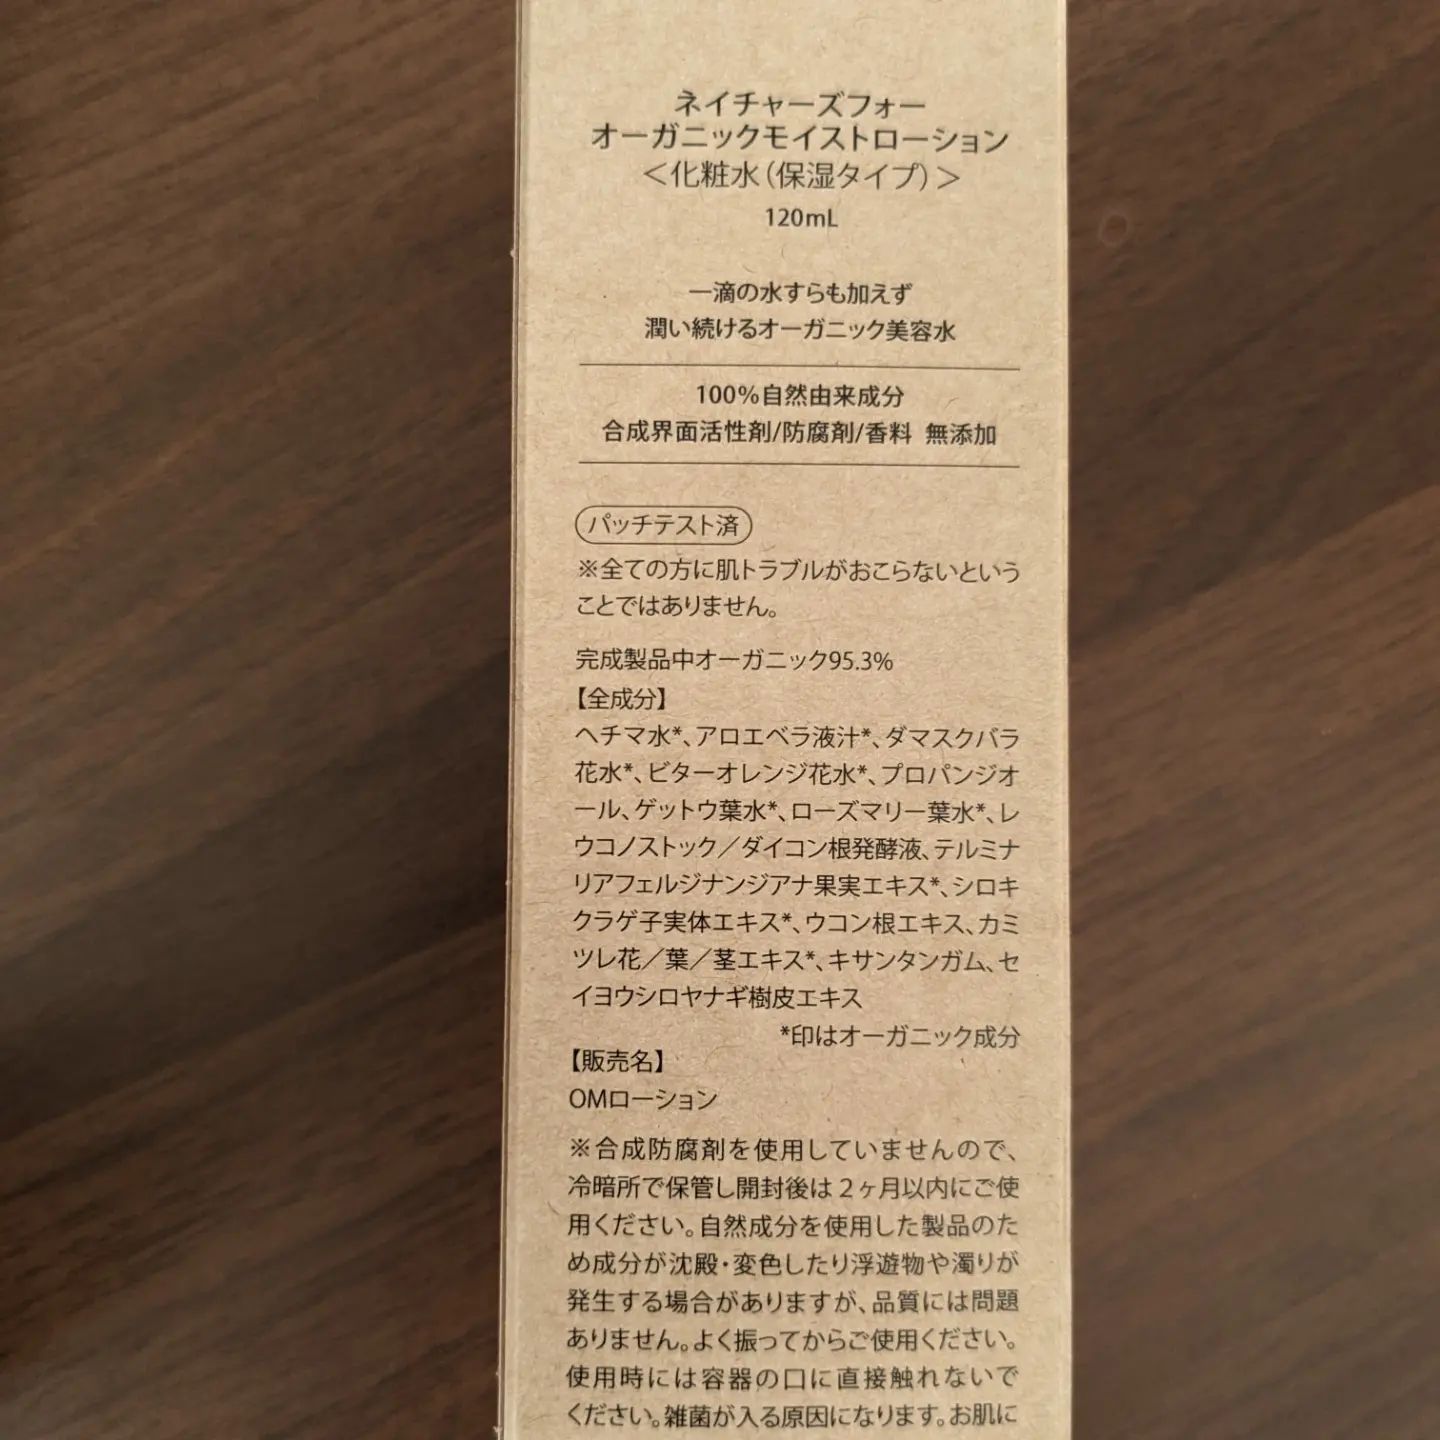 ネイチャーズフォー
オーガニックモイストローション
＜化粧水（保湿タイプ）＞
120mL
一滴の水すらも加えず
潤い続けるオーガニック美容水
100%自然由来成分
合成界面活性剤/防腐剤/香料 無添加
パッチテスト済
※全ての方に肌トラブルがおこらないという
ことではありません。
完成製品中オーガニック95.3%
【全成分】
ヘチマ水*、アロエベラ液汁*、ダマスクバラ
花水*、ビターオレンジ花水*、プロパンジオ
ール、ゲットウ葉水*、ローズマリー葉水*、レ
ウコノストック／ダイコン根発酵液、テルミナ
リアフェルジナンジアナ果実エキス*、シロキ
クラゲ子実体エキス*、ウコン根エキス、カミ
ツレ花／葉／茎エキス*、キサンタンガム、セ
イヨウシロヤナギ樹皮エキス
*印はオーガニック成分
【販売名】
OMローション
※合成防腐剤を使用していませんので、
冷暗所で保管し開封後は2ヶ月以内にご使
用ください。自然成分を使用した製品のた
め成分が沈殿・変色したり浮遊物や濁りが
発生する場合がありますが、品質には問題
ありません。よく振ってからご使用ください。
使用時には容器の口に直接触れないで
ください。雑菌が入る原因になります。お肌に